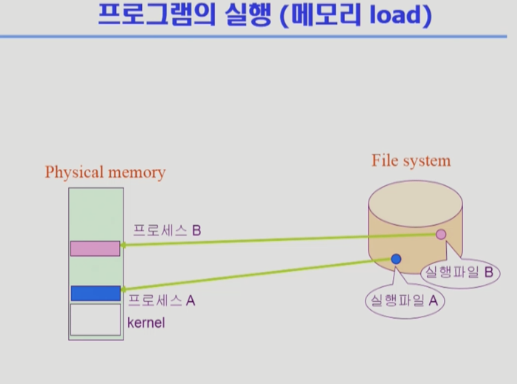 프로그램의 실행 (메모리 load)
File system
Physical memory
프로세스 B
실행파일 B
프로세스 A
실행파일 A
kernel